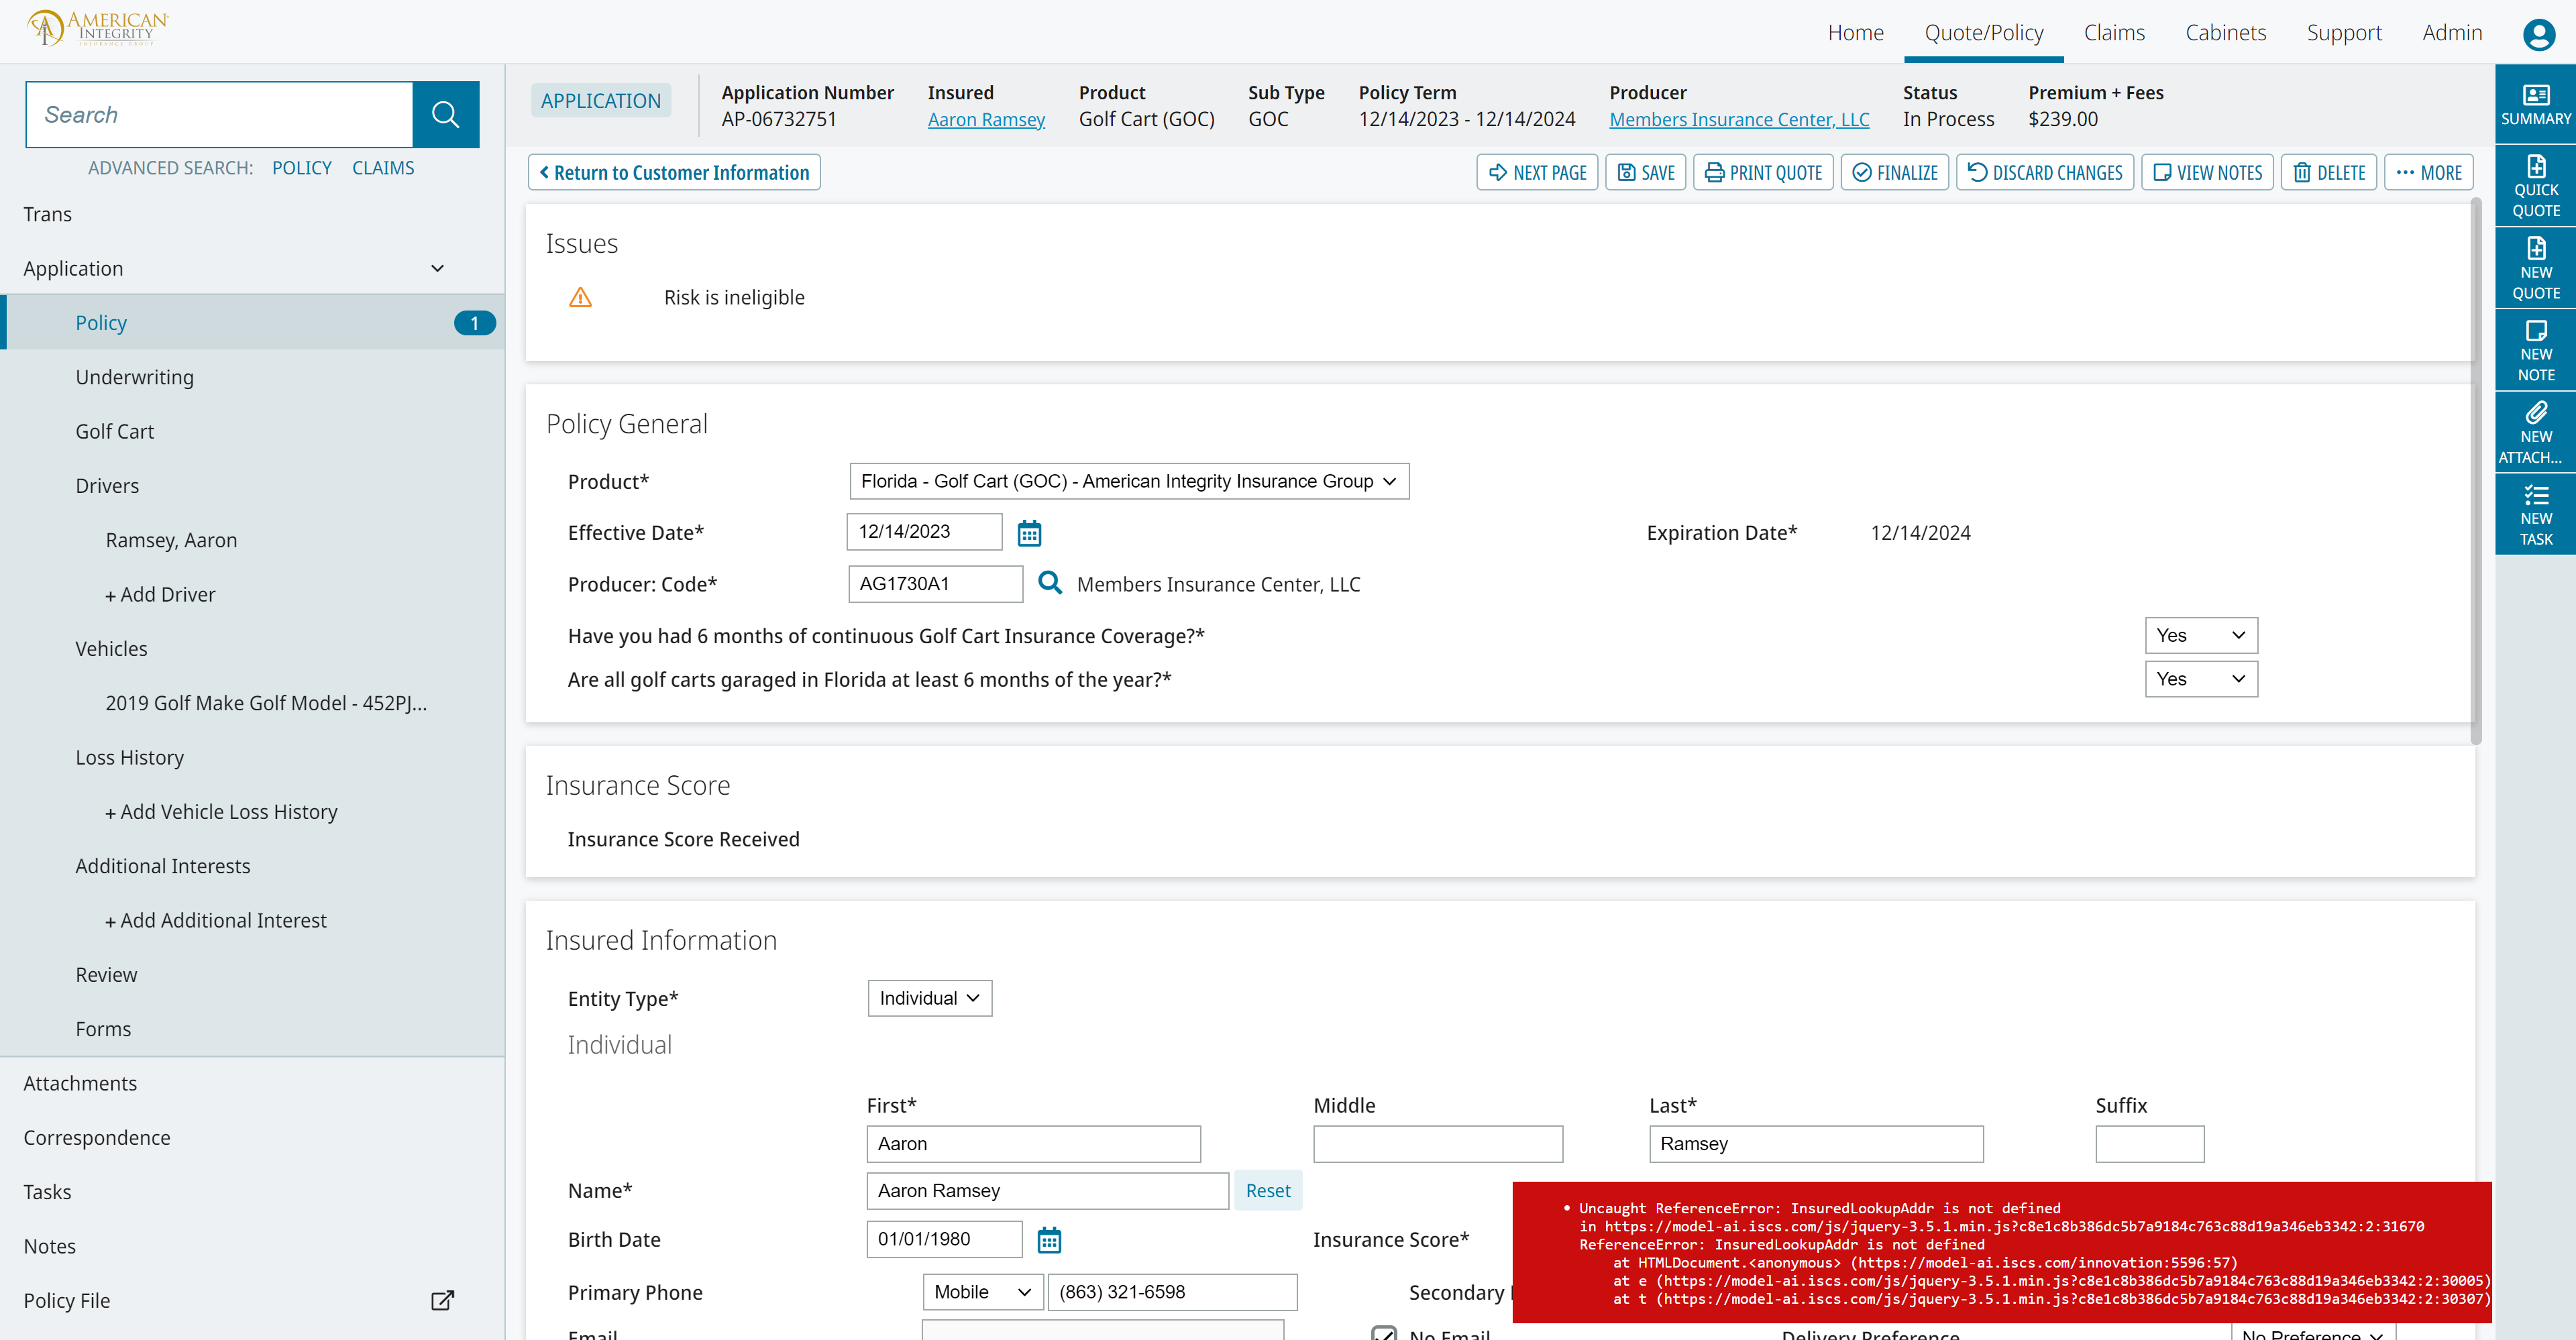 AMERICAN
INTEGRITY
INSURANCE GROUP
Home
Quote/Policy
Claims
Cabinets
Support
Admin
Search
ADVANCED SEARCH: POLICY CLAIMS
Trans
Application
Policy 1
Underwriting
Golf Cart
Drivers
Ramsey, Aaron
+ Add Driver
Vehicles
2019 Golf Make Golf Model - 452PJ...
Loss History
+ Add Vehicle Loss History
Additional Interests
+ Add Additional Interest
Review
Forms
Attachments
Correspondence
Tasks
Notes
Policy File
APPLICATION
Application Number
AP-06732751
Insured
Aaron Ramsey
Product
Golf Cart (GOC)
Sub Type
GOC
Policy Term
12/14/2023 - 12/14/2024
Producer
Members Insurance Center, LLC
Status
In Process
Premium + Fees
$239.00
Return to Customer Information
NEXT PAGE
SAVE
PRINT QUOTE
FINALIZE
DISCARD CHANGES
VIEW NOTES
DELETE
MORE
Issues
Risk is ineligible
Policy General
Product* Florida - Golf Cart (GOC) - American Integrity Insurance Group
Effective Date* 12/14/2023 Expiration Date* 12/14/2024
Producer: Code* AG1730A1 Members Insurance Center, LLC
Have you had 6 months of continuous Golf Cart Insurance Coverage?* Yes
Are all golf carts garaged in Florida at least 6 months of the year?* Yes
Insurance Score
Insurance Score Received
Insured Information
Entity Type* Individual
Individual
First* Middle Last* Suffix
Aaron Ramsey
Name* Aaron Ramsey Reset
Birth Date 01/01/1980 Insurance Score*
Primary Phone Mobile (863) 321-6598 Secondary
Email No Email Delivery Preference No Preference
• Uncaught ReferenceError: InsuredLookupAddr is not defined
in https://model-ai.iscs.com/js/jquery-3.5.1.min.js?c8e1c8b386dc5b7a9184c763c88d19a346eb3342:2:31670
ReferenceError: InsuredLookupAddr is not defined
at HTMLDocument.<anonymous> (https://model-ai.iscs.com/innovation:5596:57)
at e (https://model-ai.iscs.com/js/jquery-3.5.1.min.js?c8e1c8b386dc5b7a9184c763c88d19a346eb3342:2:30005)
at t (https://model-ai.iscs.com/js/jquery-3.5.1.min.js?c8e1c8b386dc5b7a9184c763c88d19a346eb3342:2:30307)
SUMMARY
QUICK
QUOTE
NEW
QUOTE
NEW
NOTE
NEW
ATTACH...
NEW
TASK